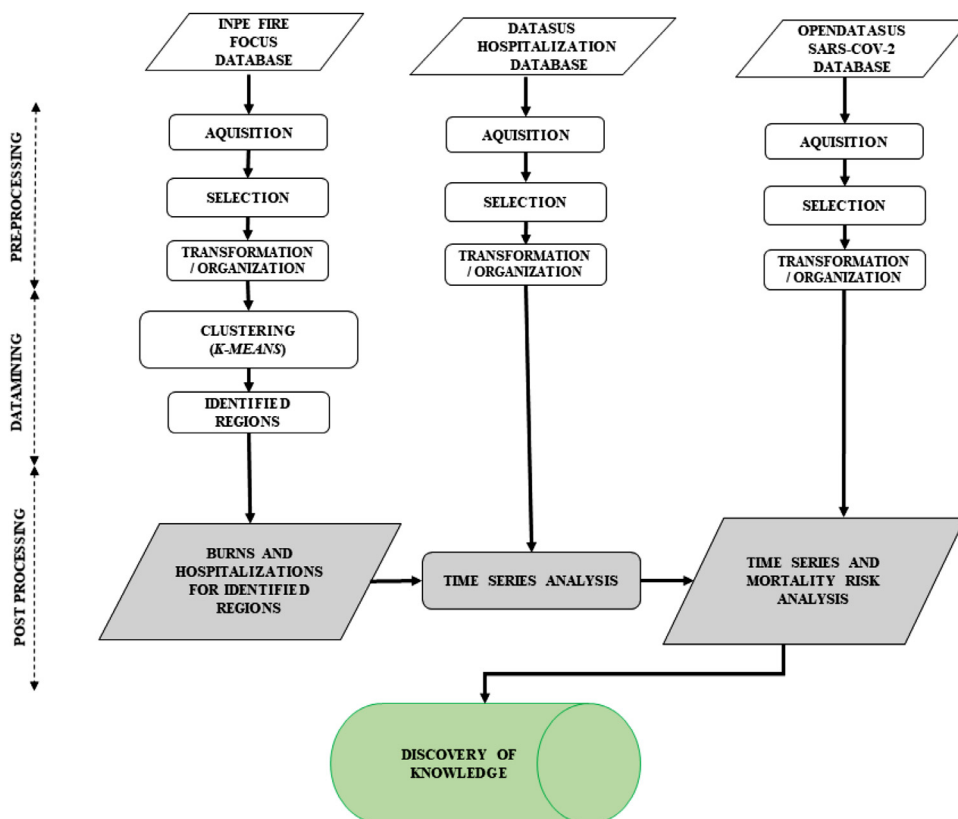 INPE FIRE
FOCUS
DATABASE
DATASUS
HOSPITALIZATION
DATABASE
OPENDATASUS
SARS-COV-2
DATABASE
PRE-PROCESSING
AQUISITION
AQUISITION
AQUISITION
SELECTION
SELECTION
SELECTION
TRANSFORMATION
/ ORGANIZATION
TRANSFORMATION
/ ORGANIZATION
TRANSFORMATION
/ ORGANIZATION
DATAMINING
CLUSTERING
(K-MEANS)
IDENTIFIED
REGIONS
POST PROCESSING
BURNS AND
HOSPITALIZATIONS
FOR IDENTIFIED
REGIONS
TIME SERIES ANALYSIS
TIME SERIES AND
MORTALITY RISK
ANALYSIS
DISCOVERY OF
KNOWLEDGE